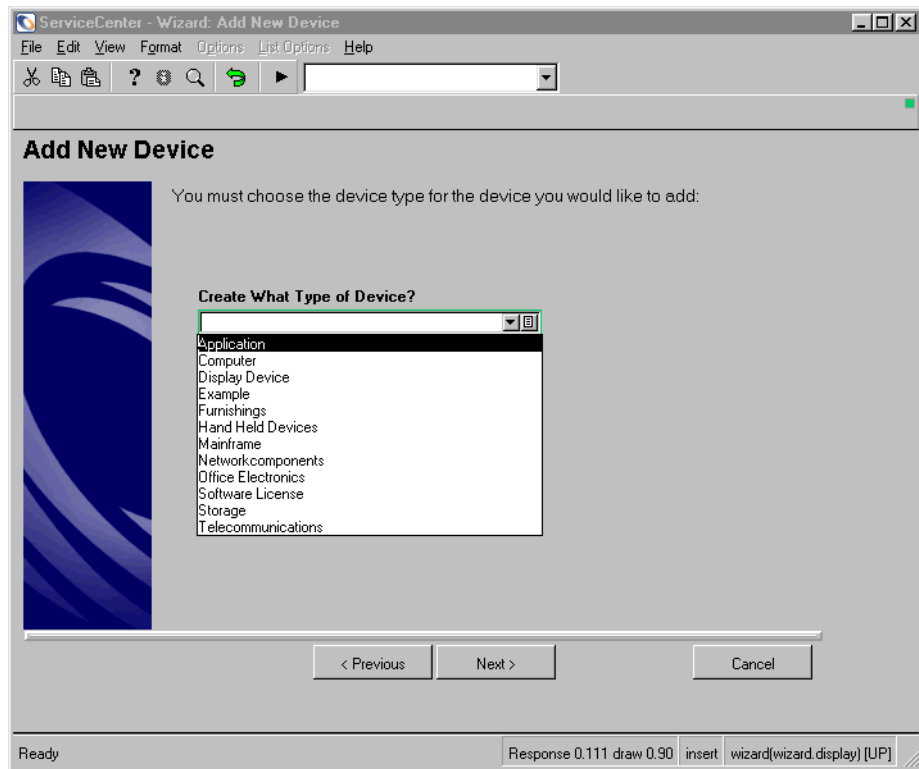 ServiceCenter - Wizard: Add New Device
File Edit View Format Options List Options Help
Add New Device
You must choose the device type for the device you would like to add:
Create What Type of Device?
Application
Computer
Display Device
Example
Furnishings
Hand Held Devices
Mainframe
Networkcomponents
Office Electronics
Software License
Storage
Telecommunications
< Previous Next > Cancel
Ready Response 0.111 draw 0.90 insert wizard(wizard.display) [UP]